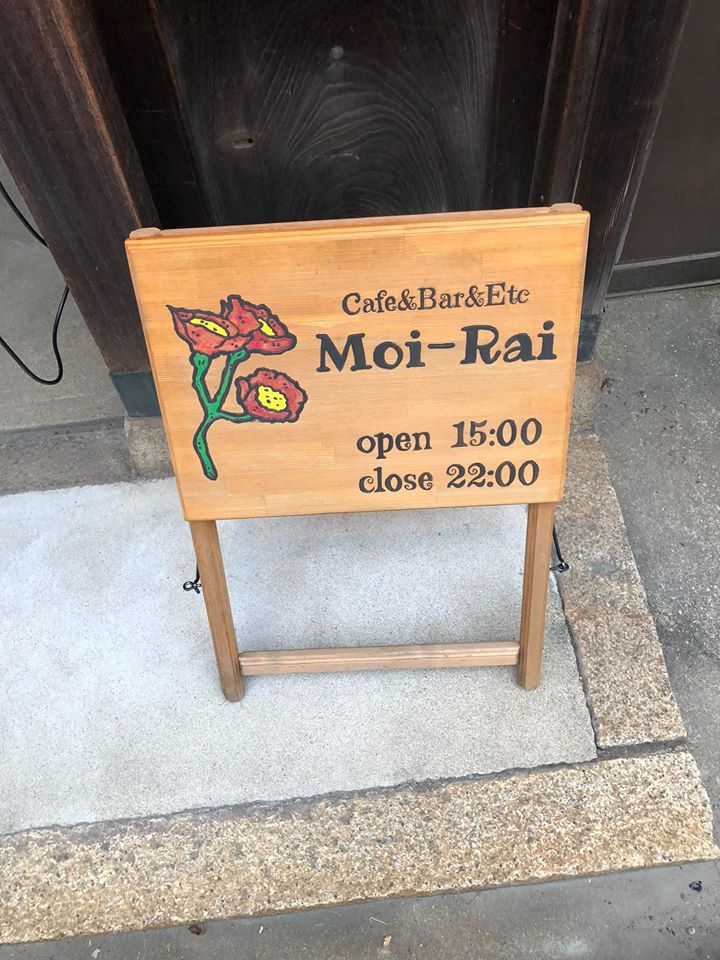 Cafe&Bar&Etc
Moi-Rai
open 15:00
close 22:00